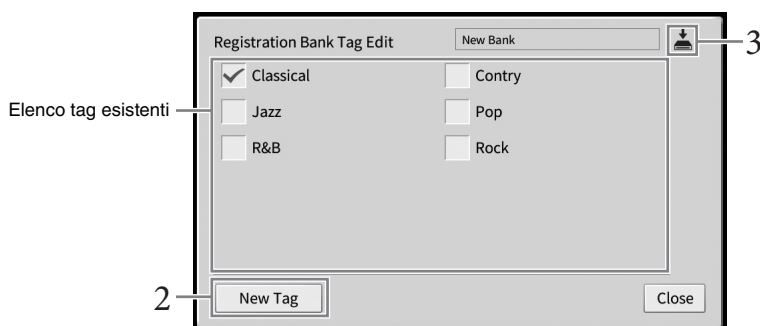 Registration Bank Tag Edit New Bank 3
Classical Contry
Elenco tag esistenti Jazz Pop
R&B Rock
2 New Tag Close